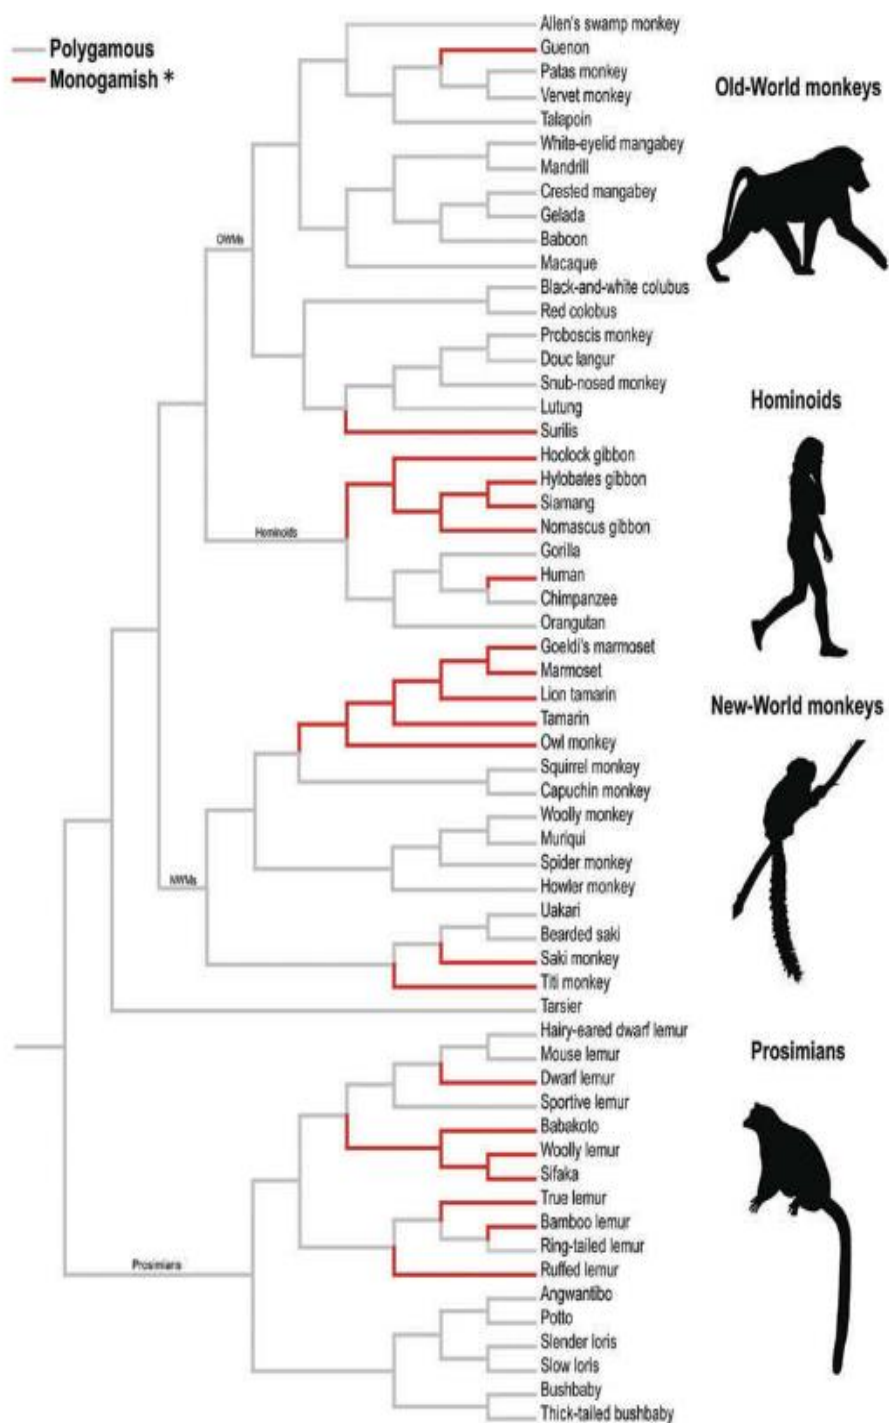 Polygamous
Monogamish *
Allen's swamp monkey
Guenon
Patas monkey
Vervet monkey
Talapoin
White-eyelid mangabey
Mandrill
Crested mangabey
Gelada
Baboon
Macaque
Black-and-white colubus
Red colobus
Proboscis monkey
Douc langur
Snub-nosed monkey
Lutung
Surilis
Hoolock gibbon
Hylobates gibbon
Siamang
Nomascus gibbon
Gorilla
Human
Chimpanzee
Orangutan
Goeldi's marmoset
Marmoset
Lion tamarin
Tamarin
Owl monkey
Squirrel monkey
Capuchin monkey
Woolly monkey
Muriqui
Spider monkey
Howler monkey
Uakari
Bearded saki
Saki monkey
Titi monkey
Tarsier
Hairy-eared dwarf lemur
Mouse lemur
Dwarf lemur
Sportive lemur
Babakoto
Woolly lemur
Sifaka
True lemur
Bamboo lemur
Ring-tailed lemur
Ruffed lemur
Angwantibo
Potto
Slender loris
Slow loris
Bushbaby
Thick-tailed bushbaby
OWMs
Hominoids
NWMs
Prosimians
Old-World monkeys
Hominoids
New-World monkeys
Prosimians